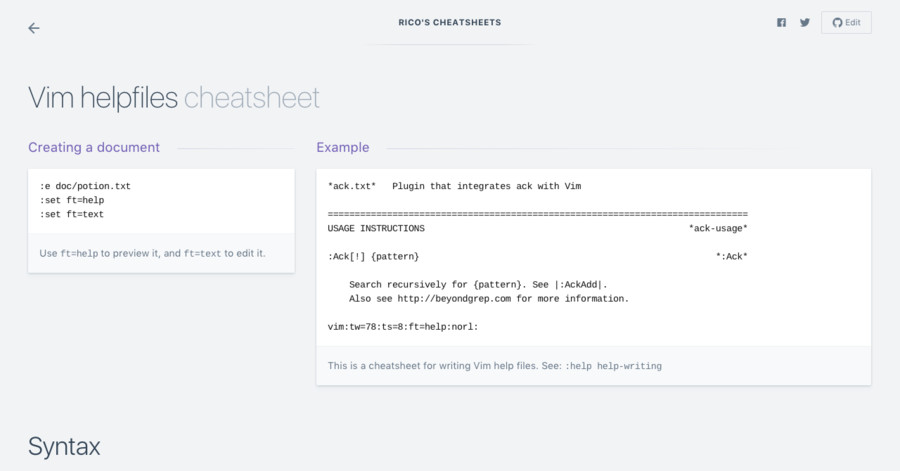 RICO'S CHEATSHEETS
Edit
Vim helpfiles cheatsheet
Creating a document
:e doc/potion.txt
:set ft=help
:set ft=text
Use ft=help to preview it, and ft=text to edit it.
Example
*ack.txt*   Plugin that integrates ack with Vim
==============================================================================
USAGE INSTRUCTIONS                                                 *ack-usage*
:Ack[!] {pattern}                                                       *:Ack*
    Search recursively for {pattern}. See |:AckAdd|.
    Also see http://beyondgrep.com for more information.
vim:tw=78:ts=8:ft=help:norl:
This is a cheatsheet for writing Vim help files. See: :help help-writing
Syntax